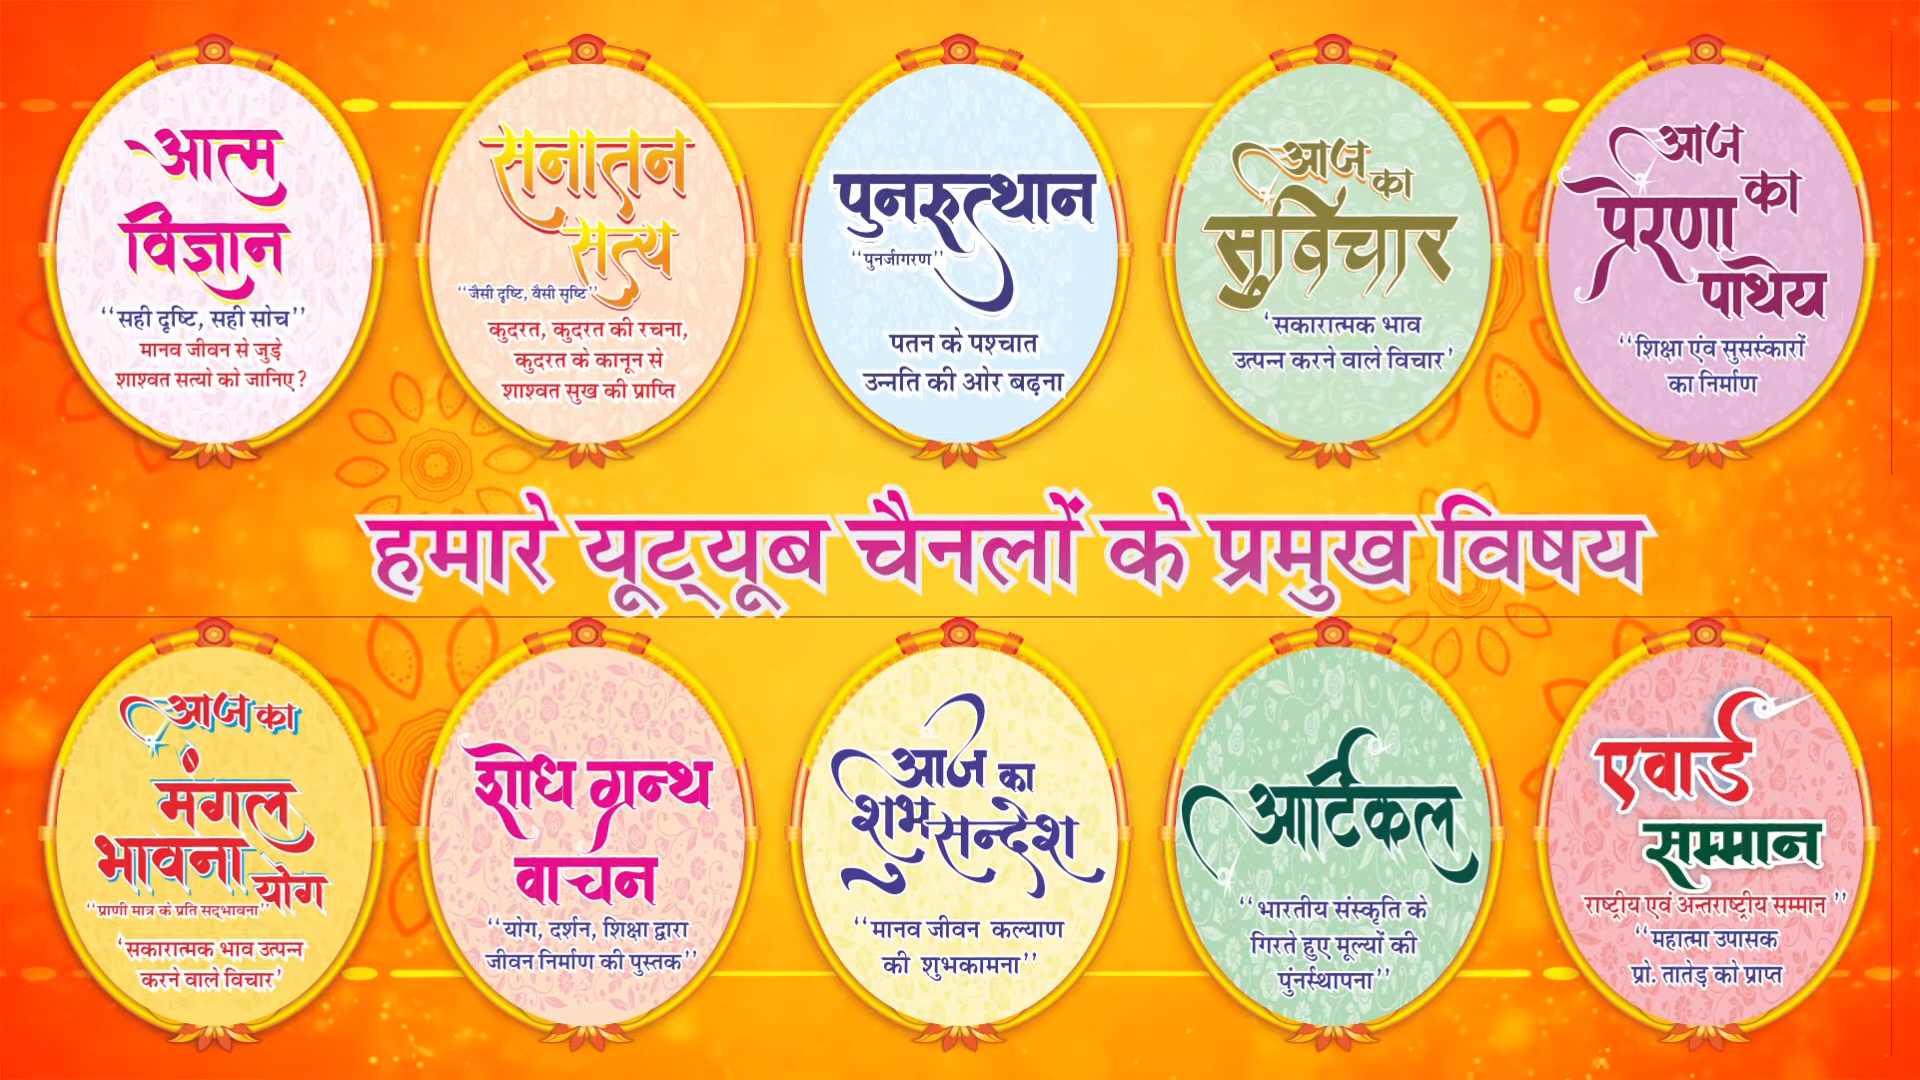 आत्म
विज्ञान
“सही दृष्टि, सही सोच”
मानव जीवन से जुड़े
शाश्वत सत्यो को जानिए?
सनातन
सत्य
“जैसी दृष्टि, वैसी सृष्टि”
कुदरत, कुदरत की रचना,
कुदरत के कानून से
शाश्वत सुख की प्राप्ति
पुनरुत्थान
“पुनर्जागरण”
पतन के पश्चात
उन्नति की ओर बढ़ना
आज
का
सुविचार
‘सकारात्मक भाव
उत्पन्न करने वाले विचार’
आज
का
प्रेरणा
पाथेय
“शिक्षा एंव सुसंस्कारों
का निर्माण
हमारे यूट्यूब चैनलों के प्रमुख विषय
आज का
मंगल
भावना
योग
“प्राणी मात्र के प्रति सद्भावना”
‘सकारात्मक भाव उत्पन्न
करने वाले विचार’
शोध ग्रन्थ
वाचन
“योग, दर्शन, शिक्षा द्वारा
जीवन निर्माण की पुस्तक”
आज का
शुभ सन्देश
“मानव जीवन कल्याण
की शुभकामना”
आर्टिकल
“भारतीय संस्कृति के
गिरते हुए मूल्यों की
पुंनर्स्थापना”
एवार्ड
सम्मान
राष्ट्रीय एवं अन्तराष्ट्रीय सम्मान ”
“महात्मा उपासक
प्रो. तातेड़ को प्राप्त